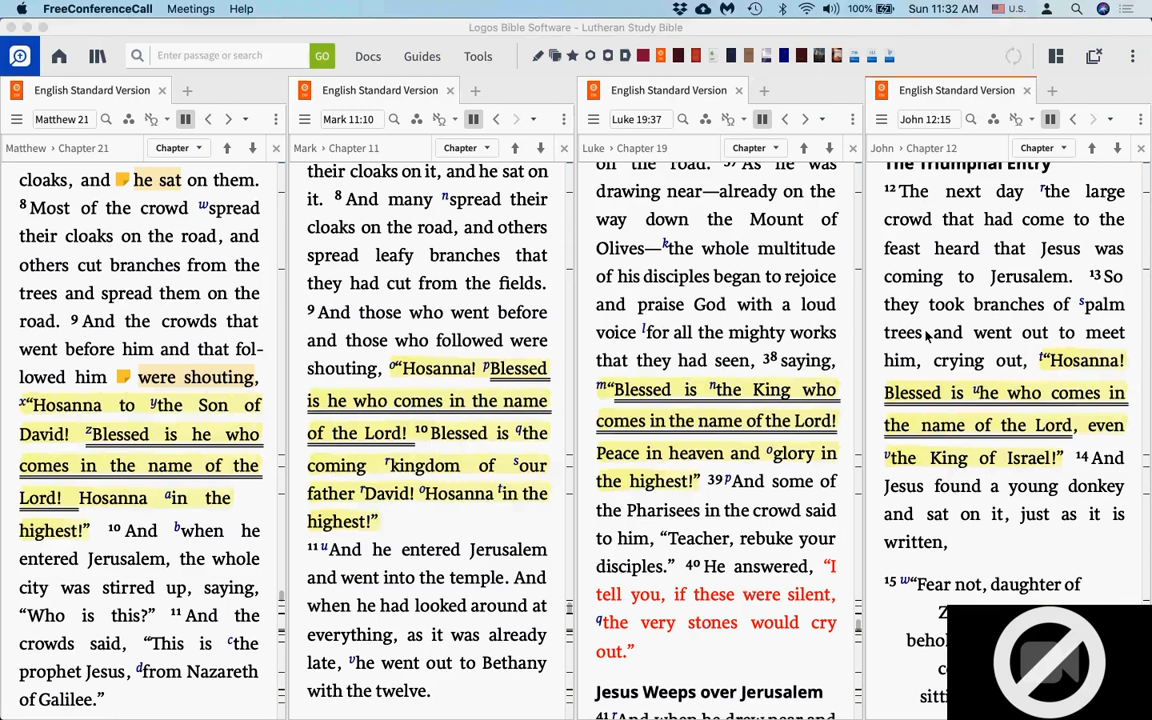 FreeConferenceCall Meetings Help 100% Sun 11:32 AM U.S.
Logos Bible Software - Lutheran Study Bible
Enter passage or search GO Docs Guides Tools
English Standard Version
Matthew 21
Matthew › Chapter 21 Chapter
cloaks, and he sat on them.
8 Most of the crowd w spread
their cloaks on the road, and
others cut branches from the
trees and spread them on the
road. 9 And the crowds that
went before him and that fol-
lowed him were shouting,
x “Hosanna to y the Son of
David! z Blessed is he who
comes in the name of the
Lord! Hosanna a in the
highest!” 10 And b when he
entered Jerusalem, the whole
city was stirred up, saying,
“Who is this?” 11 And the
crowds said, “This is c the
prophet Jesus, d from Nazareth
of Galilee.”
English Standard Version
Mark 11:10
Mark › Chapter 11 Chapter
their cloaks on it, and he sat on
it. 8 And many n spread their
cloaks on the road, and others
spread leafy branches that
they had cut from the fields.
9 And those who went before
and those who followed were
shouting, o “Hosanna! p Blessed
is he who comes in the name
of the Lord! 10 Blessed is q the
coming r kingdom of s our
father r David! o Hosanna t in the
highest!”
11 u And he entered Jerusalem
and went into the temple. And
when he had looked around at
everything, as it was already
late, v he went out to Bethany
with the twelve.
English Standard Version
Luke 19:37
Luke › Chapter 19 Chapter
on the road. 37 As he was
drawing near—already on the
way down the Mount of
Olives—k the whole multitude
of his disciples began to rejoice
and praise God with a loud
voice l for all the mighty works
that they had seen, 38 saying,
m “Blessed is n the King who
comes in the name of the Lord!
Peace in heaven and o glory in
the highest!” 39 p And some of
the Pharisees in the crowd said
to him, “Teacher, rebuke your
disciples.” 40 He answered, “I
tell you, if these were silent,
q the very stones would cry
out.”
Jesus Weeps over Jerusalem
41 r And when he drew near and
English Standard Version
John 12:15
John › Chapter 12 Chapter
The Triumphal Entry
12 The next day r the large
crowd that had come to the
feast heard that Jesus was
coming to Jerusalem. 13 So
they took branches of s palm
trees and went out to meet
him, crying out, t “Hosanna!
Blessed is u he who comes in
the name of the Lord, even
v the King of Israel!” 14 And
Jesus found a young donkey
and sat on it, just as it is
written,
15 w “Fear not, daughter of
Z
behol
sitti